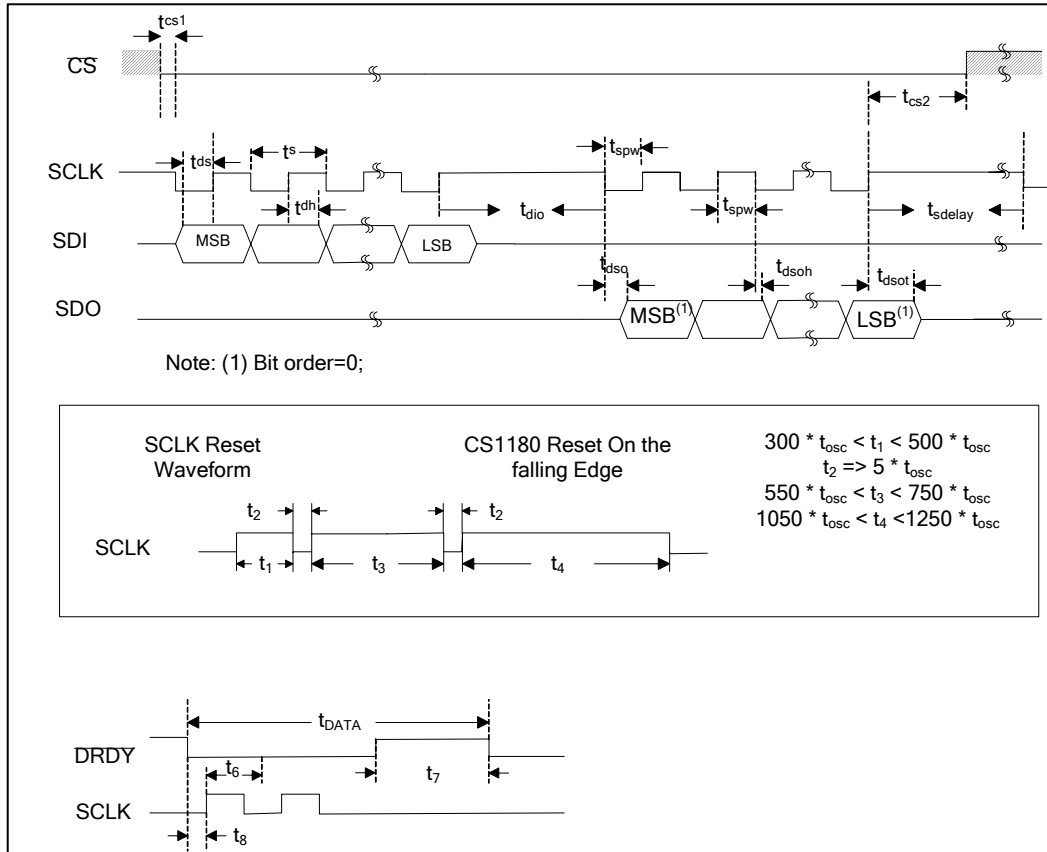 tcs1
CS
tcs2
tds
ts
tspw
SCLK
tdh
tdio
tspw
tsdelay
SDI
MSB
LSB
tdso
tdsoh
tdsot
SDO
MSB(1)
LSB(1)
Note: (1) Bit order=0;
SCLK Reset
Waveform
CS1180 Reset On the
falling Edge
300 * tosc < t1 < 500 * tosc
t2 => 5 * tosc
550 * tosc < t3 < 750 * tosc
1050 * tosc < t4 <1250 * tosc
t2
t2
SCLK
t1
t3
t4
tDATA
DRDY
t6
t7
SCLK
t8